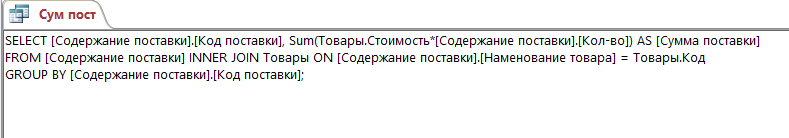 Сум пост
SELECT [Содержание поставки].[Код поставки], Sum(Товары.Стоимость*[Содержание поставки].[Кол-во]) AS [Сумма поставки]
FROM [Содержание поставки] INNER JOIN Товары ON [Содержание поставки].[Наменование товара] = Товары.Код
GROUP BY [Содержание поставки].[Код поставки];